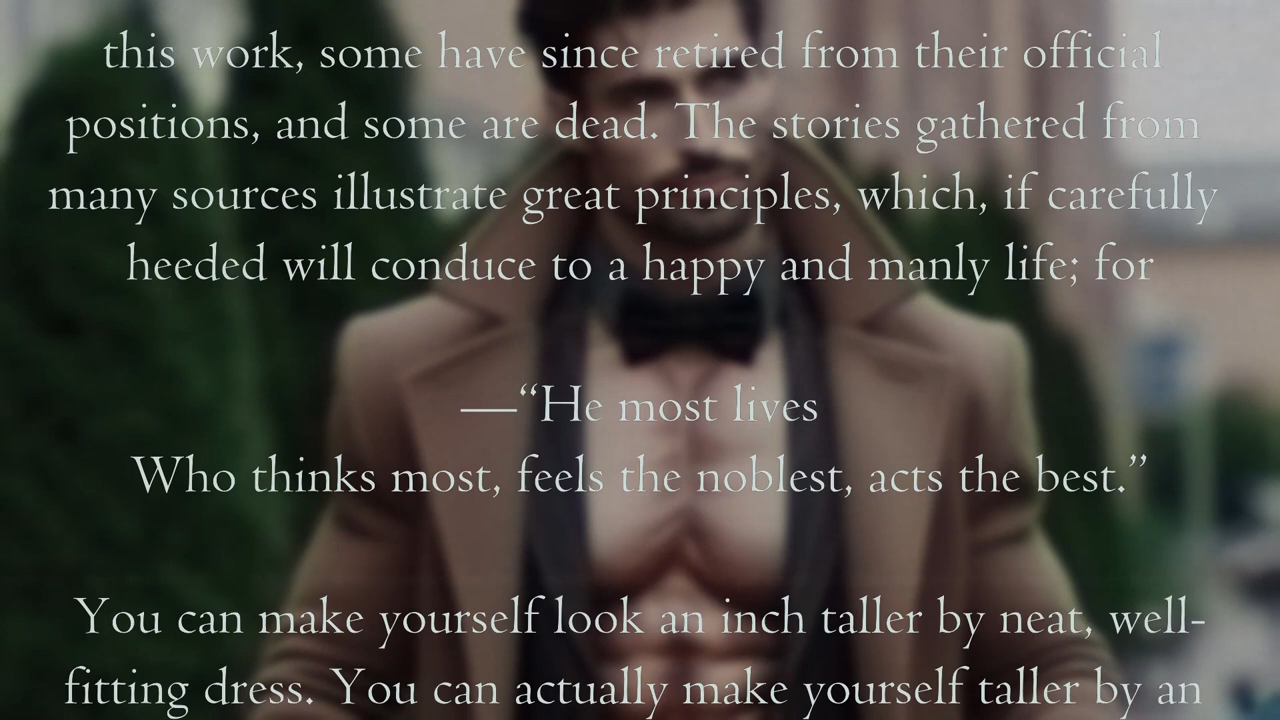 this work, some have since retired from their official
positions, and some are dead. The stories gathered from
many sources illustrate great principles, which, if carefully
heeded will conduce to a happy and manly life; for
—“He most lives
Who thinks most, feels the noblest, acts the best.”
You can make yourself look an inch taller by neat, well-
fitting dress. You can actually make yourself taller by an